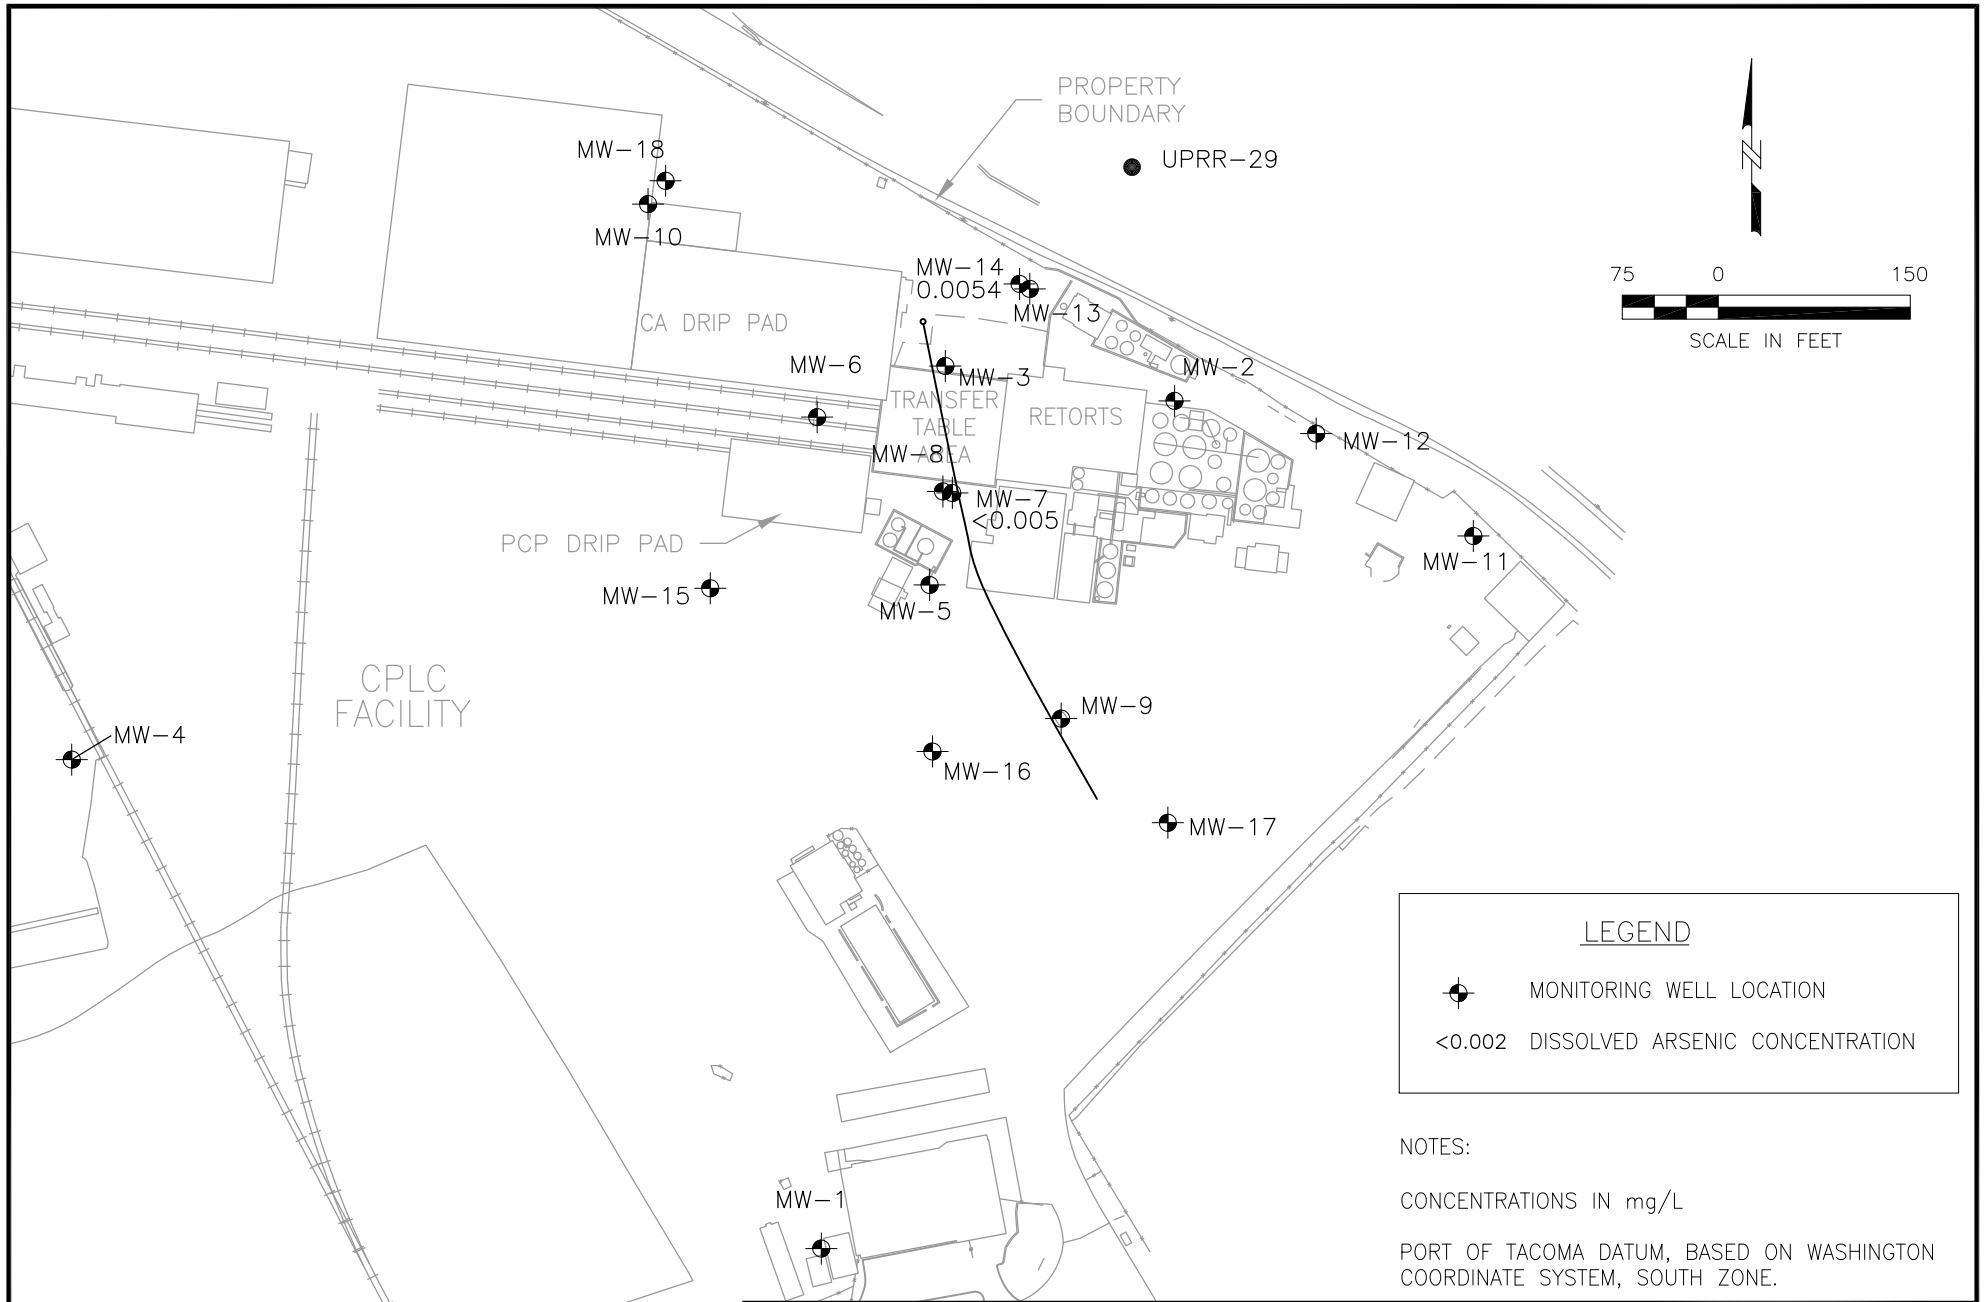 PROPERTY
BOUNDARY
UPRR-29
MW-18
MW-10
N
75 0 150
SCALE IN FEET
MW-14
0.0054
MW-13
CA DRIP PAD
MW-6
MW-3
MW-2
TRANSFER
TABLE
AREA
RETORTS
MW-12
MW-8
MW-7
<0.005
PCP DRIP PAD
MW-11
MW-15
MW-5
CPLC
FACILITY
MW-9
MW-4
MW-16
MW-17
LEGEND
MONITORING WELL LOCATION
<0.002 DISSOLVED ARSENIC CONCENTRATION
NOTES:
CONCENTRATIONS IN mg/L
MW-1
PORT OF TACOMA DATUM, BASED ON WASHINGTON
COORDINATE SYSTEM, SOUTH ZONE.